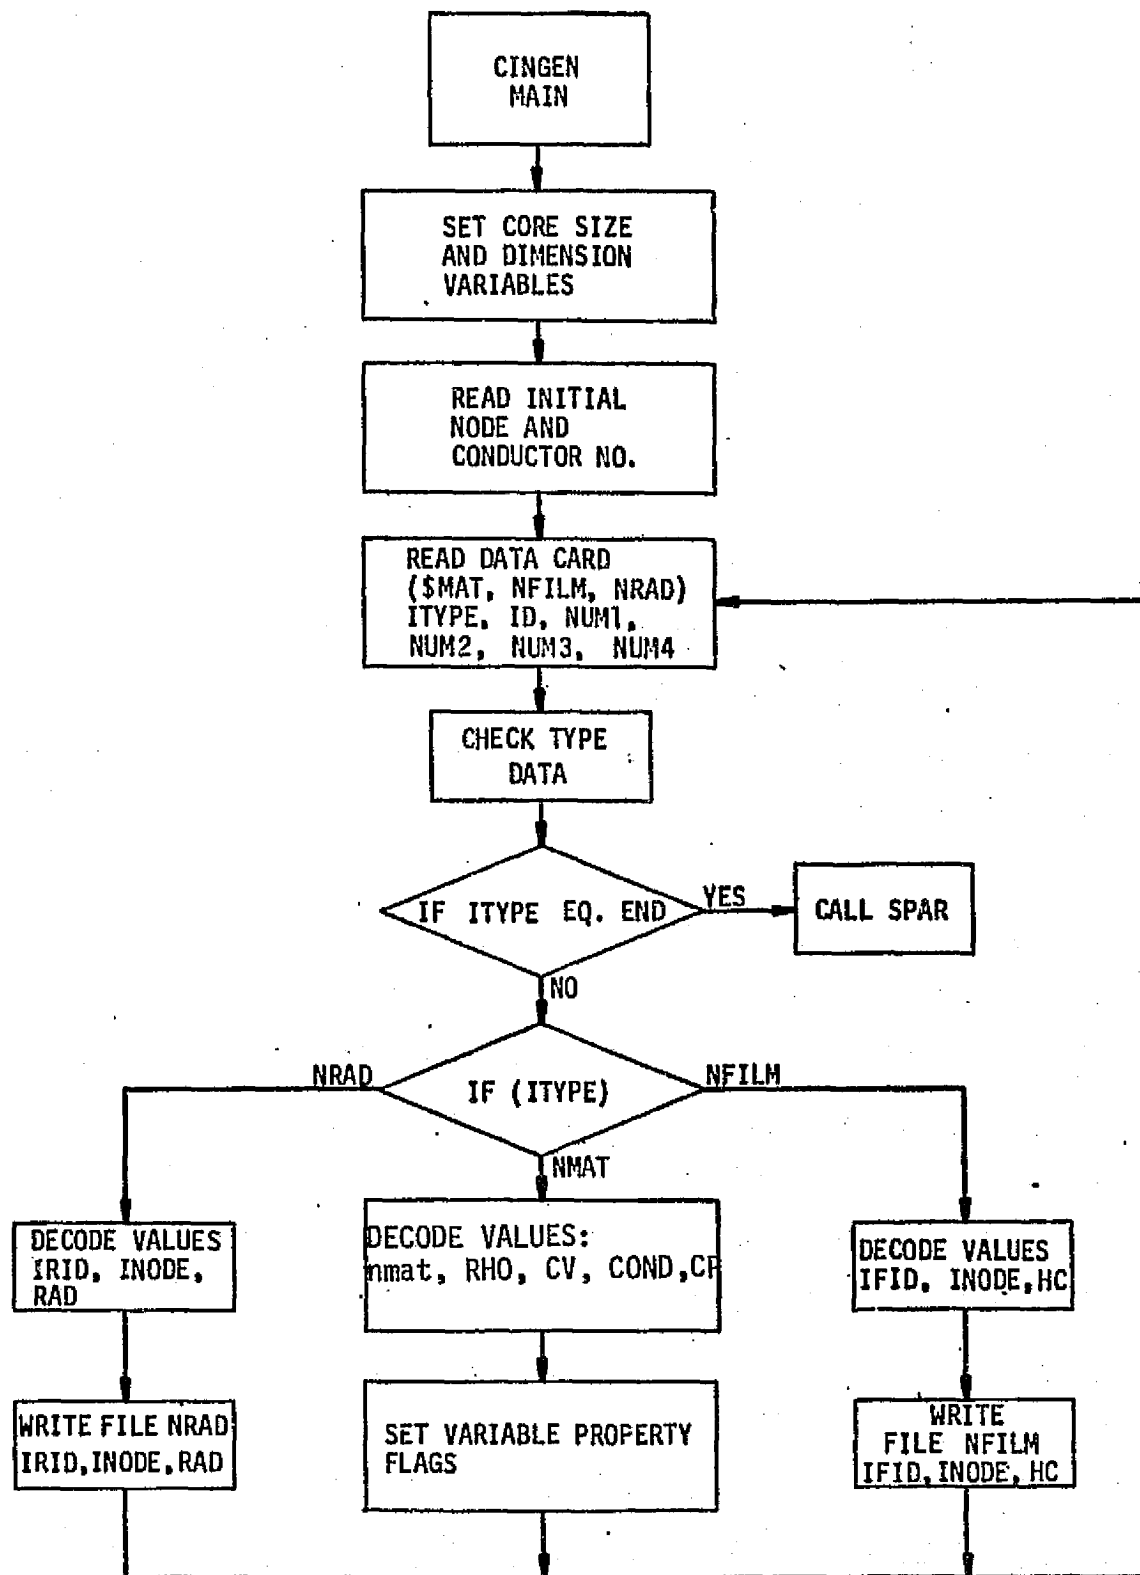 CINGEN
MAIN
SET CORE SIZE
AND DIMENSION
VARIABLES
READ INITIAL
NODE AND
CONDUCTOR NO.
READ DATA CARD
($MAT, NFILM, NRAD)
ITYPE, ID, NUM1,
NUM2, NUM3, NUM4
CHECK TYPE
DATA
IF ITYPE EQ. END
YES
CALL SPAR
NO
NRAD
IF (ITYPE)
NFILM
NMAT
DECODE VALUES
IRID, INODE,
RAD
DECODE VALUES:
nmat, RHO, CV, COND,CP
DECODE VALUES
IFID, INODE,HC
WRITE FILE NRAD
IRID,INODE,RAD
SET VARIABLE PROPERTY
FLAGS
WRITE
FILE NFILM
IFID,INODE,HC